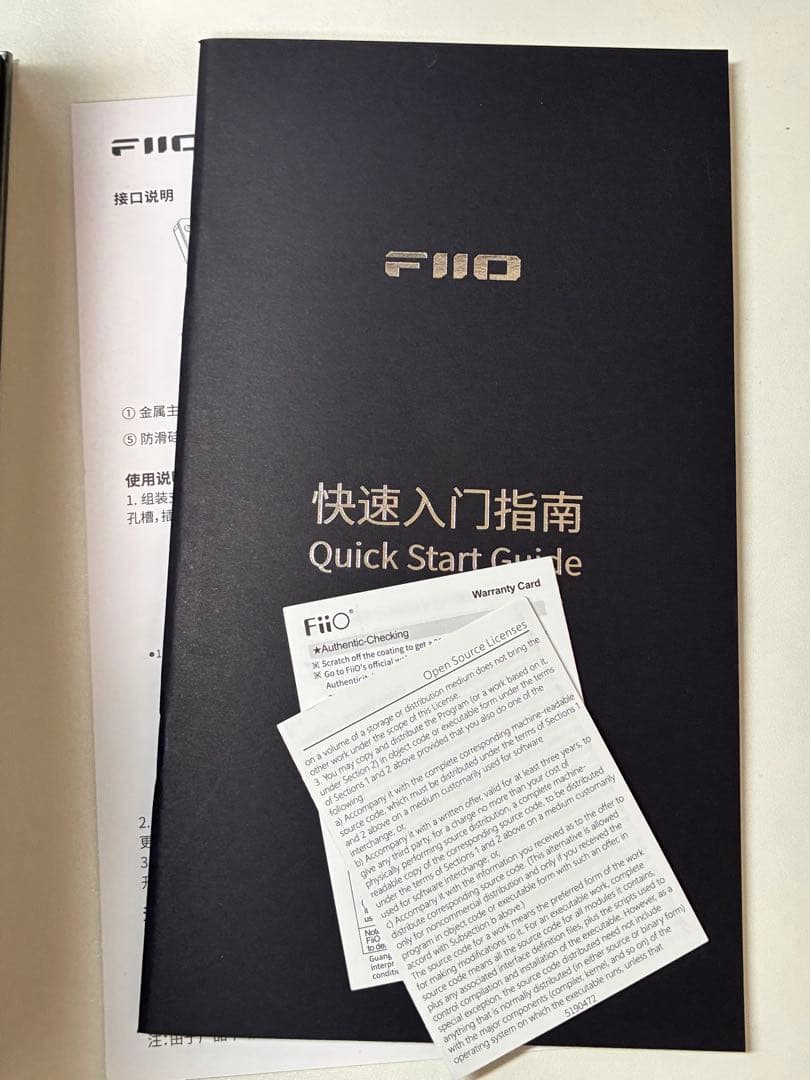 FIIO
接口说明
① 金属主
⑤ 防滑硅
使用说明
1. 组装支
孔槽，插
●1
2.
更
3.
开
注:由于产品
FIIO
快速入门指南
Quick Start Guide
FiiO®
Warranty Card
★Authentic-Checking
※ Scratch off the coating to get a
※ Go to FiiO's official
us
Note
FiiO
to de
Guang
Interpr
conditic
Open Source Licenses
on a volume of a storage or distribution medium does not bring the
other work under the scope of this License.
3. You may copy and distribute the Program (or a work based on it,
under Section 2) in object code or executable form under the terms
of Sections 1 and 2 above provided that you also do one of the
following:
a) Accompany it with the complete corresponding machine-readable
source code, which must be distributed under the terms of Sections 1
and 2 above on a medium customarily used for software
interchange; or,
b) Accompany it with a written offer, valid for at least three years, to
give any third party, for a charge no more than your cost of
physically performing source distribution, a complete machine-
readable copy of the corresponding source code, to be distributed
under the terms of Sections 1 and 2 above on a medium customarily
used for software interchange; or,
c) Accompany it with the information you received as to the offer to
distribute corresponding source code. (This alternative is allowed
only for noncommercial distribution and only if you received the
program in object code or executable form with such an offer, in
accord with Subsection b above.)
The source code for a work means the preferred form of the work
for making modifications to it. For an executable work, complete
source code means all the source code for all modules it contains,
plus any associated interface definition files, plus the scripts used to
control compilation and installation of the executable. However, as a
special exception, the source code distributed need not include
anything that is normally distributed (in either source or binary form)
with the major components (compiler, kernel, and so on) of the
operating system on which the executable runs, unless that
5190472